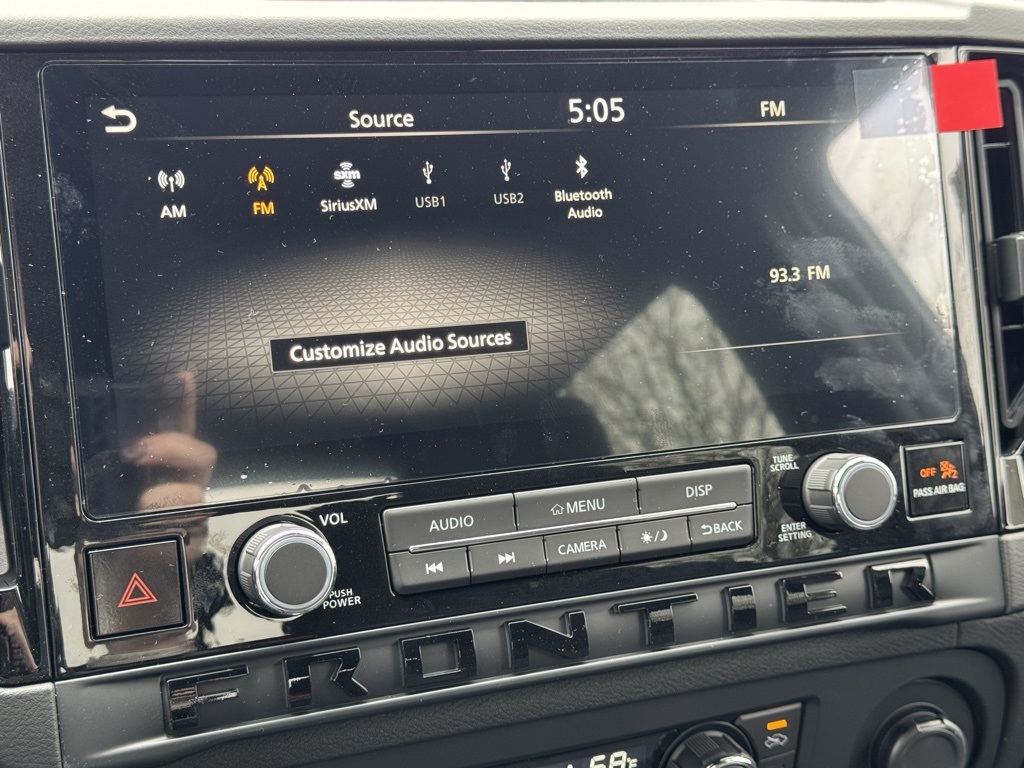 Source
5:05
FM
AM
FM
sxm
SiriusXM
USB1
USB2
Bluetooth
Audio
93.3 FM
Customize Audio Sources
VOL
PUSH
POWER
AUDIO
MENU
DISP
CAMERA
BACK
TUNE
SCROLL
ENTER
SETTING
OFF
PASS AIR BAG
FRONTIER
68°F